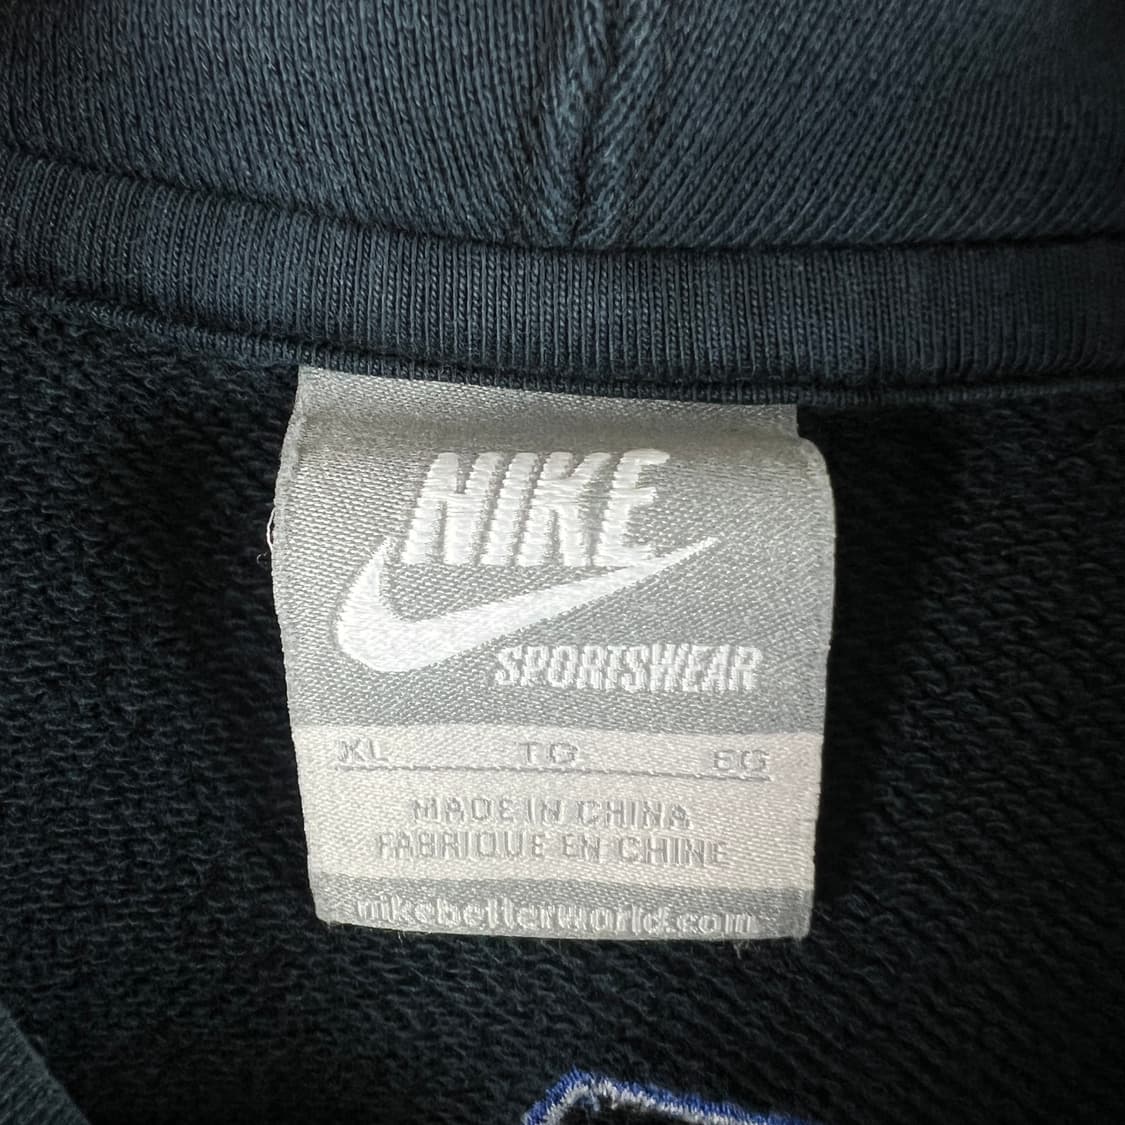 NIKE
SPORTSWEAR
XL TG EG
MADE IN CHINA
FABRIQUE EN CHINE
nikebetterworld.com